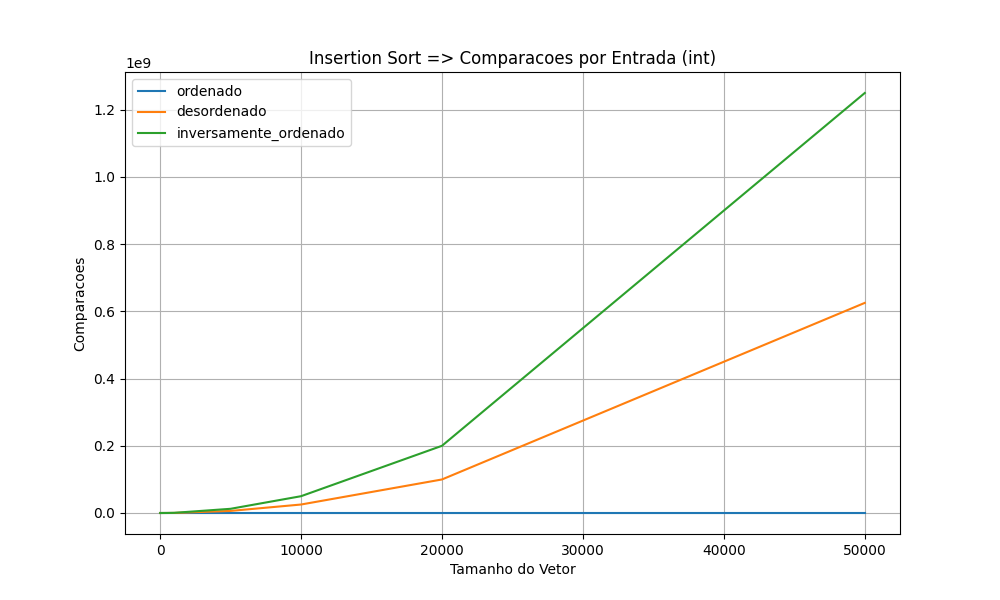 Insertion Sort => Comparacoes por Entrada (int)
1e9
ordenado
desordenado
inversamente_ordenado
1.2
1.0
0.8
0.6
0.4
0.2
0.0
Comparacoes
0 10000 20000 30000 40000 50000
Tamanho do Vetor